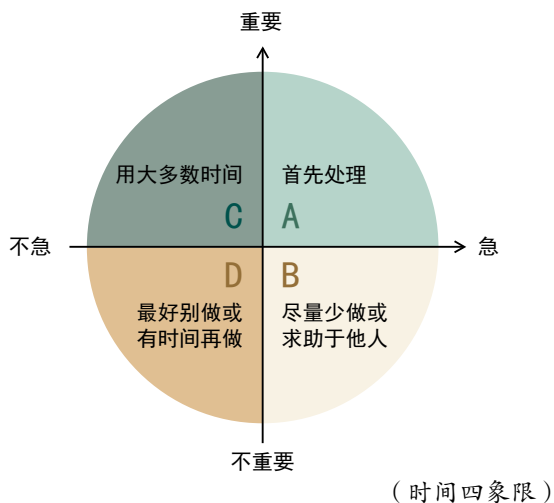 重要
用大多数时间
首先处理
C
A
不急
急
D
B
最好别做或
有时间再做
尽量少做或
求助于他人
不重要
（时间四象限）